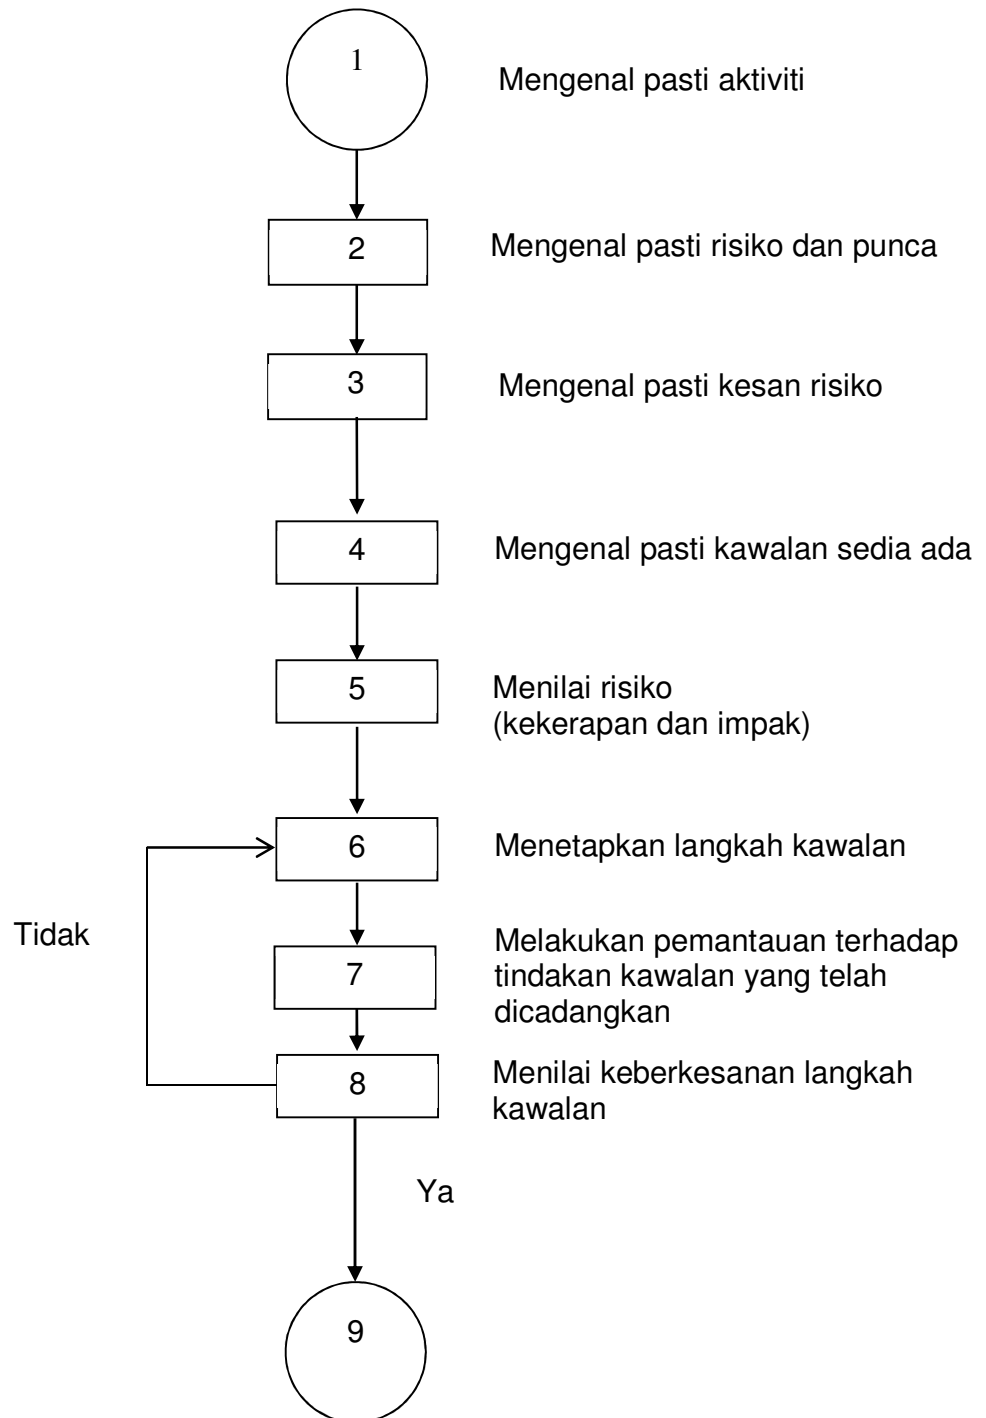 1
Mengenal pasti aktiviti
2
Mengenal pasti risiko dan punca
3
Mengenal pasti kesan risiko
4
Mengenal pasti kawalan sedia ada
5
Menilai risiko
(kekerapan dan impak)
6
Menetapkan langkah kawalan
Tidak
7
Melakukan pemantauan terhadap
tindakan kawalan yang telah
dicadangkan
8
Menilai keberkesanan langkah
kawalan
Ya
9